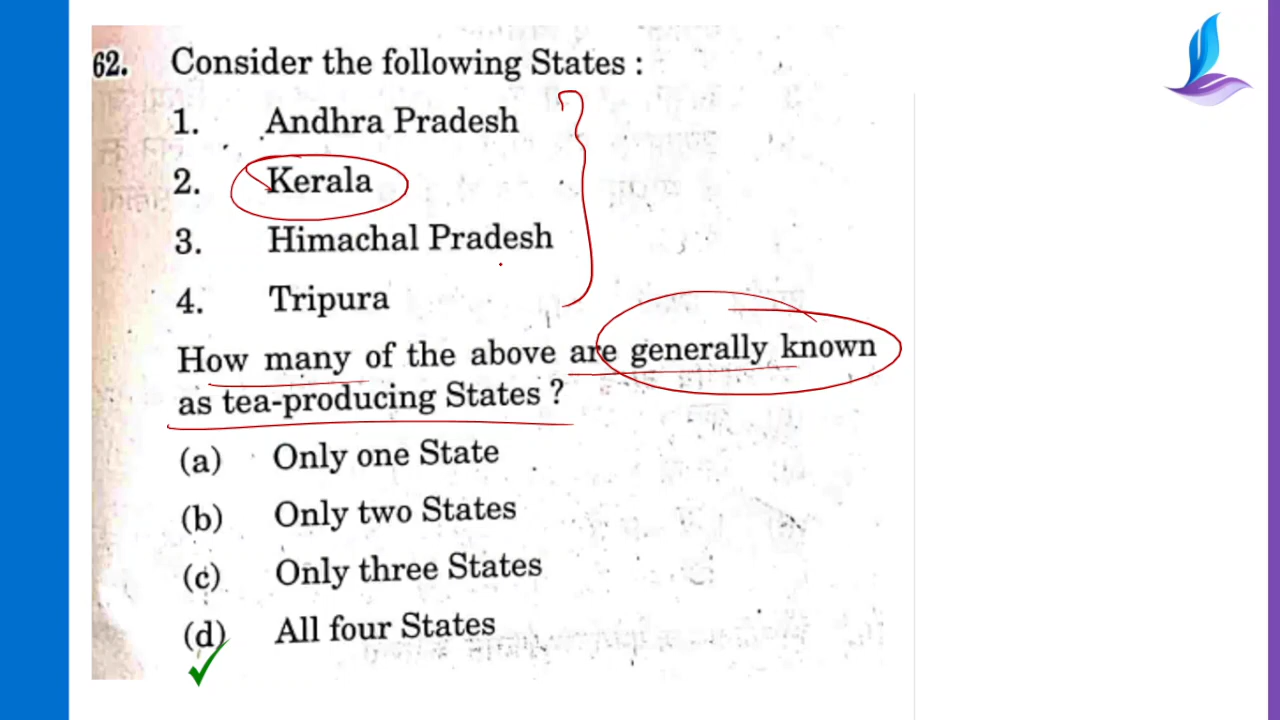 62. Consider the following States :
1. Andhra Pradesh
2. Kerala
3. Himachal Pradesh
4. Tripura
How many of the above are generally known
as tea-producing States ?
(a) Only one State
(b) Only two States
(c) Only three States
(d) All four States